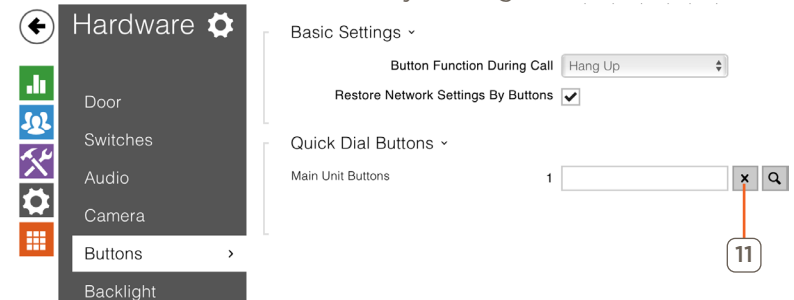 Hardware
Basic Settings
Button Function During Call Hang Up
Restore Network Settings By Buttons
Door
Switches
Quick Dial Buttons
Audio
Main Unit Buttons 1 x
Camera
Buttons
11
Backlight